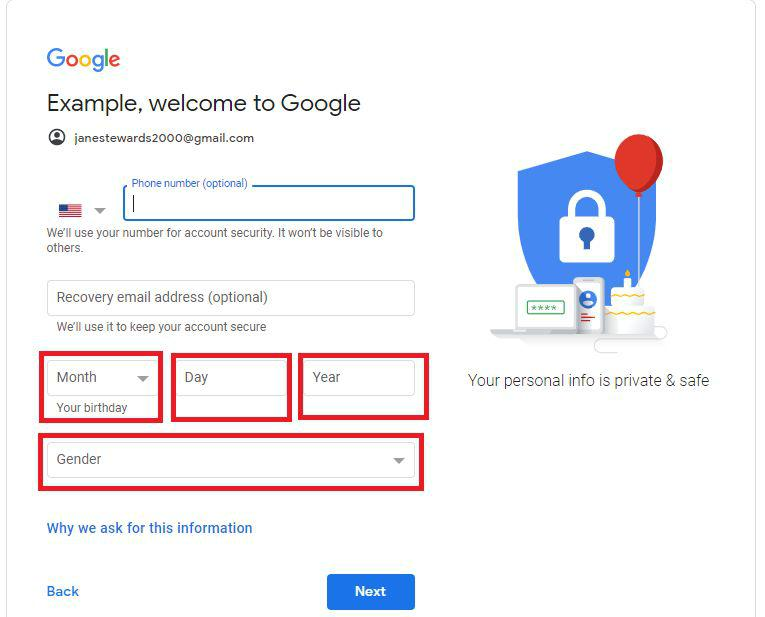 Google
Example, welcome to Google
janestewards2000@gmail.com
Phone number (optional)
We'll use your number for account security. It won't be visible to
others.
Recovery email address (optional)
We'll use it to keep your account secure
Month
Day
Year
Your birthday
Gender
Why we ask for this information
Back
Next
****
Your personal info is private & safe